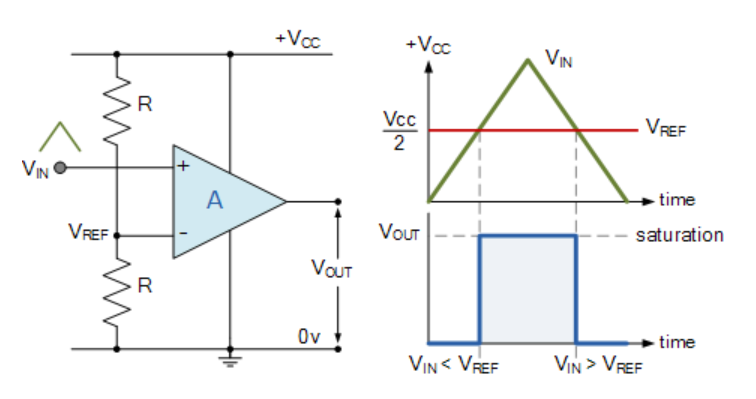 +VCC
R
VIN
+
A
VREF
-
VOUT
R
0v
+VCC
VIN
Vcc
2
VREF
time
VOUT
saturation
time
VIN < VREF
VIN > VREF